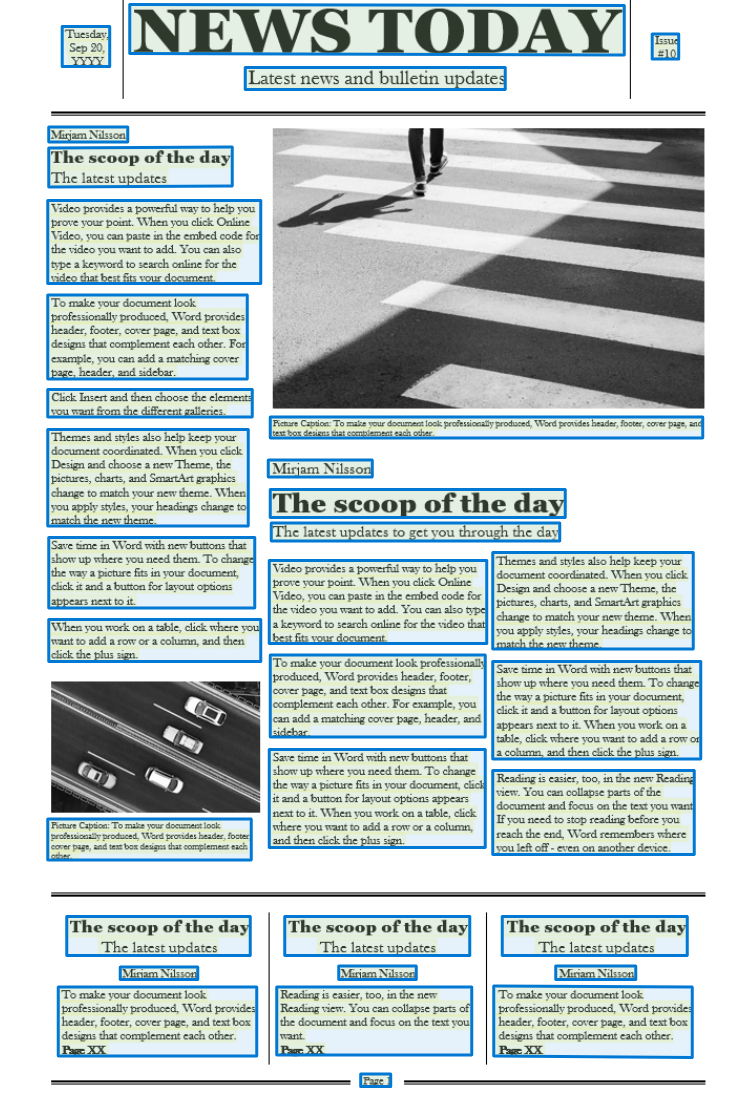 Tuesday,
Sep 20,
YYYY
NEWS TODAY
Latest news and bulletin updates
Issue
#10
Mirjam Nilsson
The scoop of the day
The latest updates
Video provides a powerful way to help you
prove your point. When you click Online
Video, you can paste in the embed code for
the video you want to add. You can also
type a keyword to search online for the
video that best fits your document.
To make your document look
professionally produced, Word provides
header, footer, cover page, and text box
designs that complement each other. For
example, you can add a matching cover
page, header, and sidebar.
Click Insert and then choose the elements
you want from the different galleries.
Themes and styles also help keep your
document coordinated. When you click
Design and choose a new Theme, the
pictures, charts, and SmartArt graphics
change to match your new theme. When
you apply styles, your headings change to
match the new theme.
Save time in Word with new buttons that
show up where you need them. To change
the way a picture fits in your document,
click it and a button for layout options
appears next to it.
When you work on a table, click where you
want to add a row or a column, and then
click the plus sign.
Picture Caption: To make your document look
professionally produced, Word provides header, footer,
cover page, and text box designs that complement each
other.
Picture Caption: To make your document look professionally produced, Word provides header, footer, cover page, and
text box designs that complement each other.
Mirjam Nilsson
The scoop of the day
The latest updates to get you through the day
Video provides a powerful way to help you
prove your point. When you click Online
Video, you can paste in the embed code for
the video you want to add. You can also type
a keyword to search online for the video that
best fits your document.
To make your document look professionally
produced, Word provides header, footer,
cover page, and text box designs that
complement each other. For example, you
can add a matching cover page, header, and
sidebar.
Save time in Word with new buttons that
show up where you need them. To change
the way a picture fits in your document, click
it and a button for layout options appears
next to it. When you work on a table, click
where you want to add a row or a column,
and then click the plus sign.
Themes and styles also help keep your
document coordinated. When you click
Design and choose a new Theme, the
pictures, charts, and SmartArt graphics
change to match your new theme. When
you apply styles, your headings change to
match the new theme.
Save time in Word with new buttons that
show up where you need them. To change
the way a picture fits in your document,
click it and a button for layout options
appears next to it. When you work on a
table, click where you want to add a row or
a column, and then click the plus sign.
Reading is easier, too, in the new Reading
view. You can collapse parts of the
document and focus on the text you want.
If you need to stop reading before you
reach the end, Word remembers where
you left off - even on another device.
The scoop of the day
The latest updates
Mirjam Nilsson
To make your document look
professionally produced, Word provides
header, footer, cover page, and text box
designs that complement each other.
Page XX
The scoop of the day
The latest updates
Mirjam Nilsson
Reading is easier, too, in the new
Reading view. You can collapse parts of
the document and focus on the text you
want.
Page XX
The scoop of the day
The latest updates
Mirjam Nilsson
To make your document look
professionally produced, Word provides
header, footer, cover page, and text box
designs that complement each other.
Page XX
Page 1